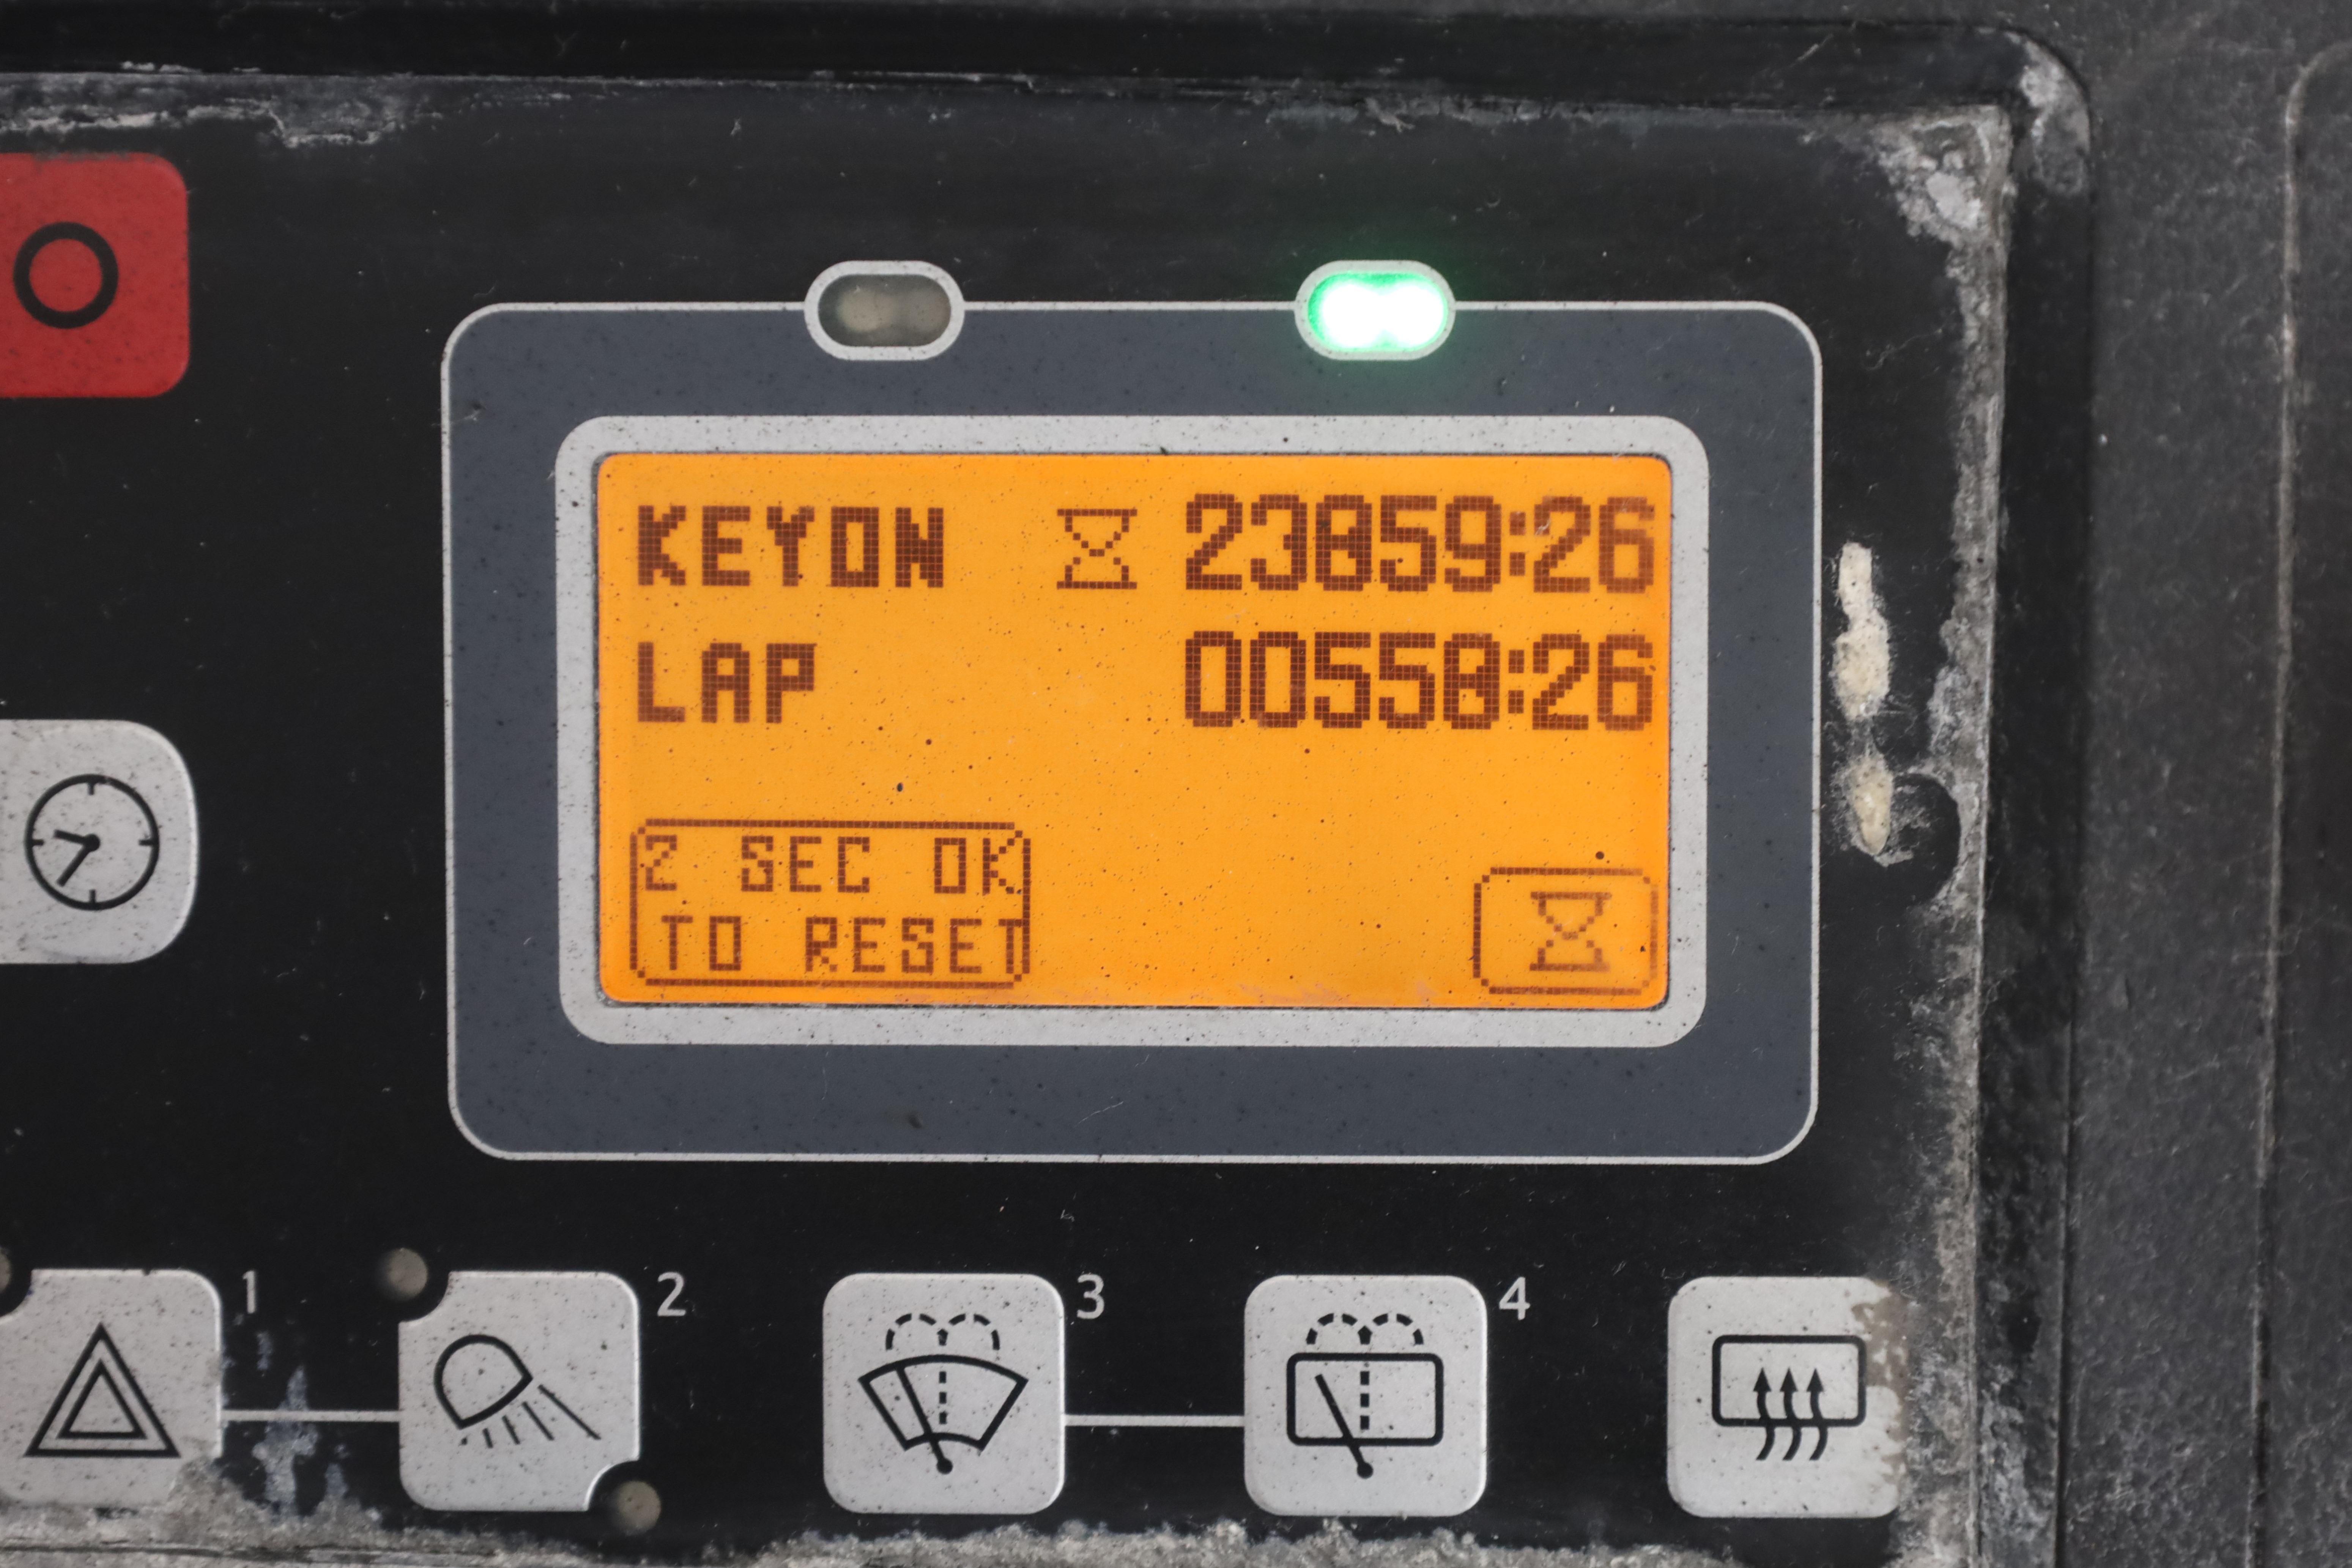 KEYON 23859:26
LAP 00558:26
2 SEC OK
TO RESET
1
2
3
4